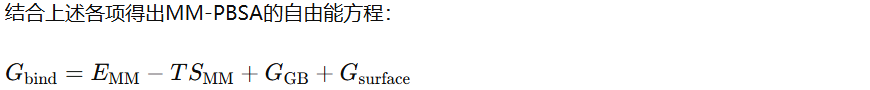 结合上述各项得出MM-PBSA的自由能方程：
G_bind = E_MM − TS_MM + G_GB + G_surface